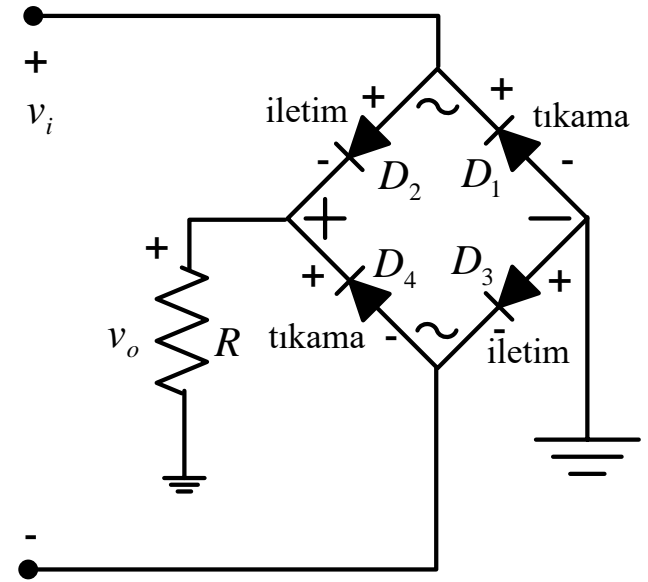 +
v_i
iletim
+
~
+
tıkama
-
D_2
D_1
-
+
-
+
v_o
R
+
D_4
D_3
+
tıkama
-
~
-
iletim
-